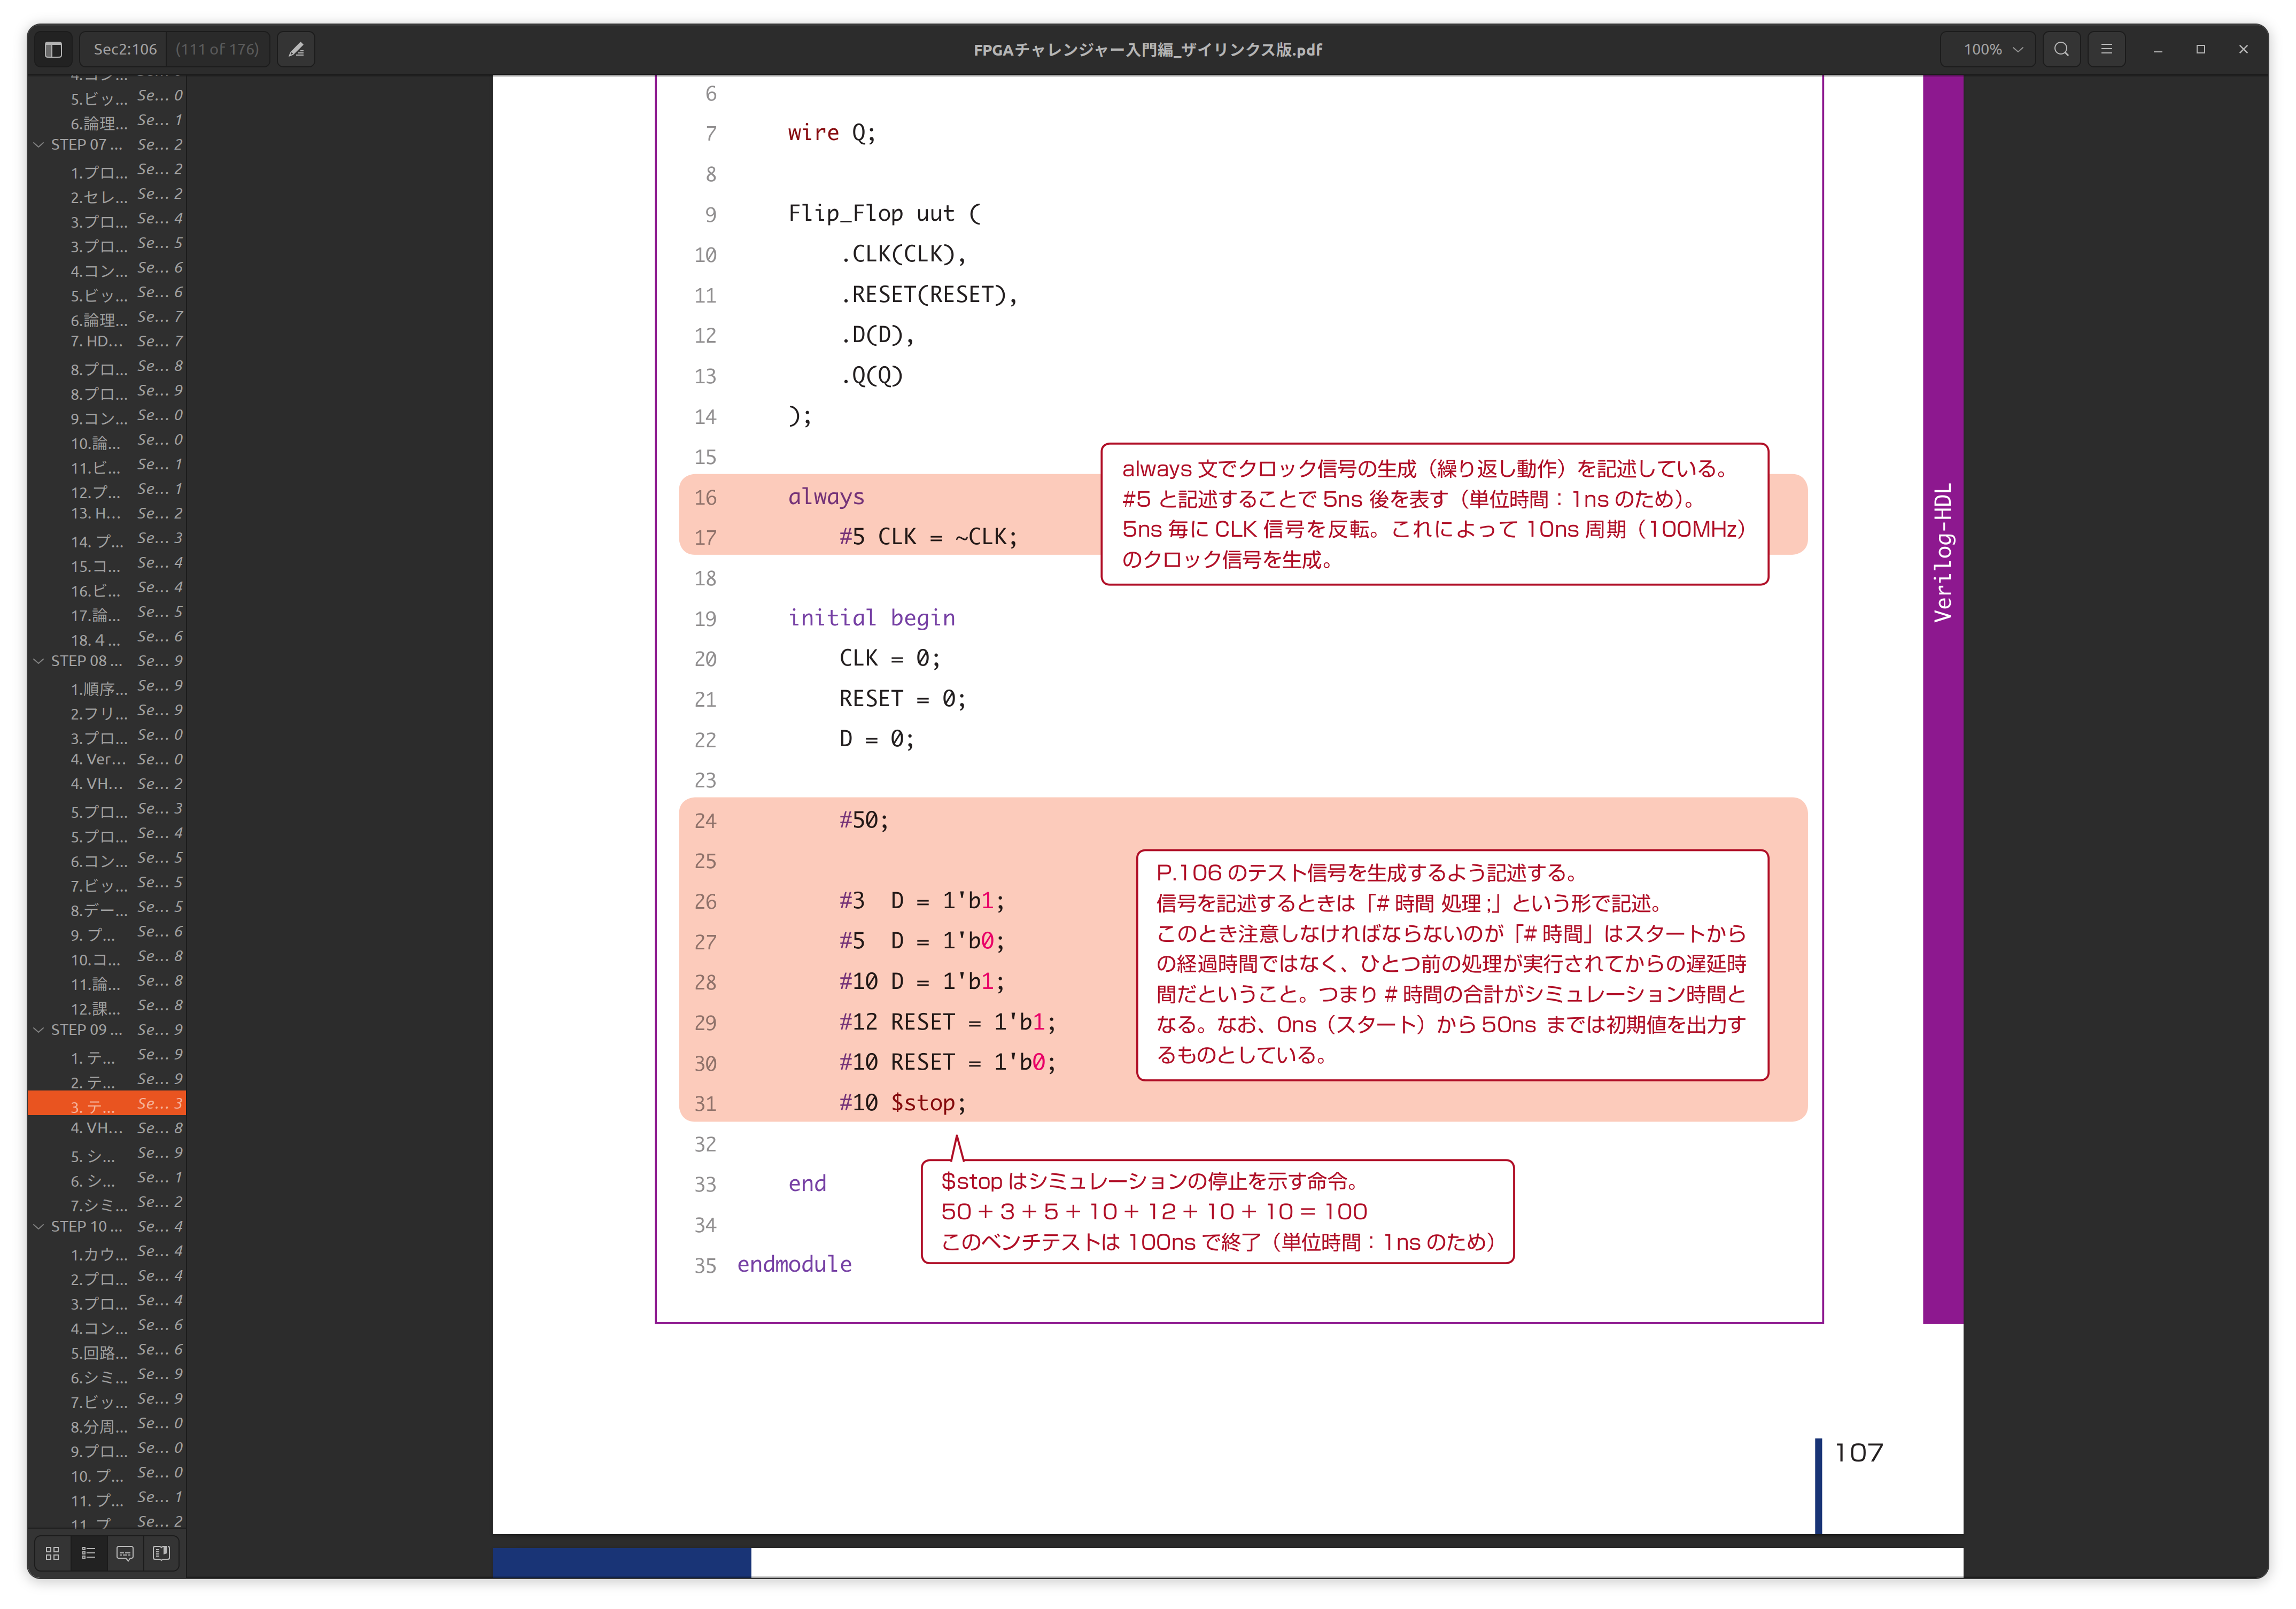 Sec2:106 (111 of 176)
FPGAチャレンジャー入門編_ザイリンクス版.pdf
100%
5.ビッ… Se… 0
6.論理… Se… 1
STEP 07 … Se… 2
1.プロ… Se… 2
2.セレ… Se… 2
3.プロ… Se… 4
3.プロ… Se… 5
4.コン… Se… 6
5.ビッ… Se… 6
6.論理… Se… 7
7. HD… Se… 7
8.プロ… Se… 8
8.プロ… Se… 9
9.コン… Se… 0
10.論… Se… 0
11.ビ… Se… 1
12.プ… Se… 1
13. H… Se… 2
14. プ… Se… 3
15.コ… Se… 4
16.ビ… Se… 4
17.論… Se… 5
18.４… Se… 6
STEP 08 … Se… 9
1.順序… Se… 9
2.フリ… Se… 9
3.プロ… Se… 0
4. Ver… Se… 0
4. VH… Se… 2
5.プロ… Se… 3
5.プロ… Se… 4
6.コン… Se… 5
7.ビッ… Se… 5
8.デー… Se… 5
9. プ… Se… 6
10.コ… Se… 8
11.論… Se… 8
12.課… Se… 8
STEP 09 … Se… 9
1. テ… Se… 9
2. テ… Se… 9
3. テ… Se… 3
4. VH… Se… 8
5. シ… Se… 9
6. シ… Se… 1
7.シミ… Se… 2
STEP 10 … Se… 4
1.カウ… Se… 4
2.プロ… Se… 4
3.プロ… Se… 4
4.コン… Se… 6
5.回路… Se… 6
6.シミ… Se… 9
7.ビッ… Se… 9
8.分周… Se… 0
9.プロ… Se… 0
10. プ… Se… 0
11. プ… Se… 1
11. プ Se… 2
6
7 wire Q;
8
9 Flip_Flop uut (
10 .CLK(CLK),
11 .RESET(RESET),
12 .D(D),
13 .Q(Q)
14 );
15
16 always
17 #5 CLK = ~CLK;
always 文でクロック信号の生成（繰り返し動作）を記述している。
#5 と記述することで 5ns 後を表す（単位時間：1ns のため）。
5ns 毎に CLK 信号を反転。これによって 10ns 周期（100MHz）
のクロック信号を生成。
18
19 initial begin
20 CLK = 0;
21 RESET = 0;
22 D = 0;
23
24 #50;
25
26 #3 D = 1'b1;
27 #5 D = 1'b0;
28 #10 D = 1'b1;
29 #12 RESET = 1'b1;
30 #10 RESET = 1'b0;
31 #10 $stop;
P.106 のテスト信号を生成するよう記述する。
信号を記述するときは「# 時間 処理 ;」という形で記述。
このとき注意しなければならないのが「# 時間」はスタートから
の経過時間ではなく、ひとつ前の処理が実行されてからの遅延時
間だということ。つまり # 時間の合計がシミュレーション時間と
なる。なお、0ns（スタート）から 50ns までは初期値を出力す
るものとしている。
32
33 end
34
35 endmodule
$stop はシミュレーションの停止を示す命令。
50 + 3 + 5 + 10 + 12 + 10 + 10 = 100
このベンチテストは 100ns で終了（単位時間：1ns のため）
Verilog-HDL
107